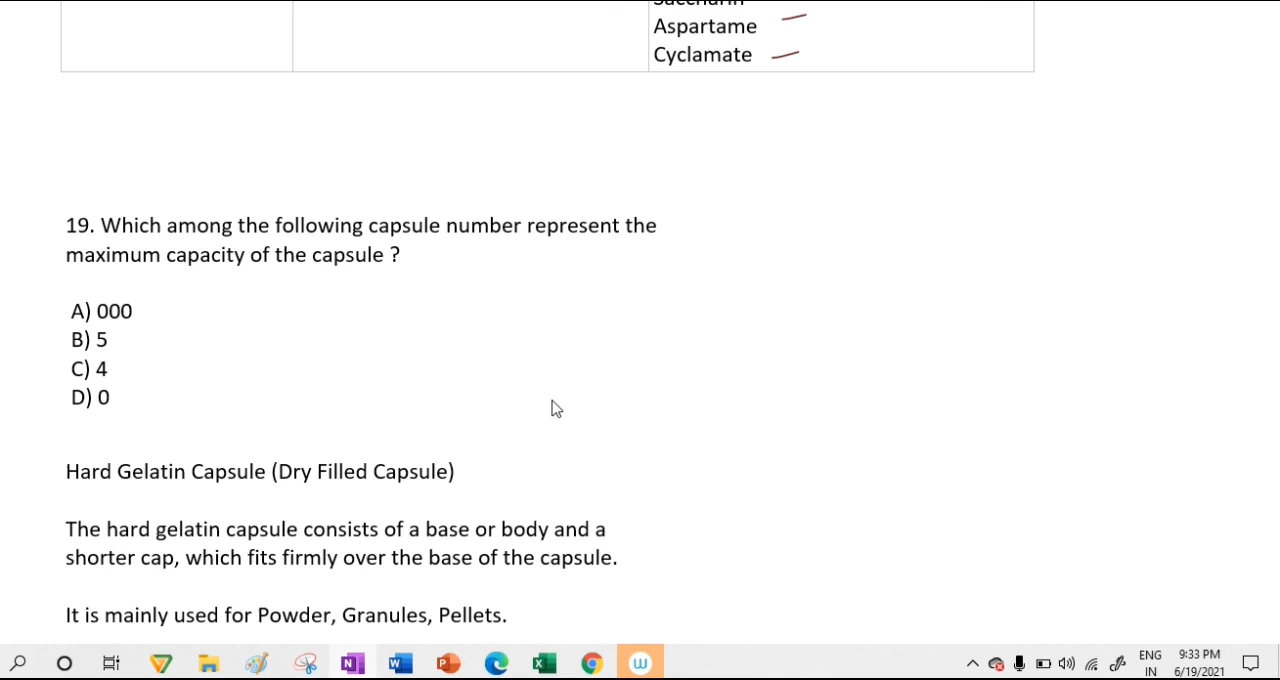 Aspartame
Cyclamate
19. Which among the following capsule number represent the
maximum capacity of the capsule ?
A) 000
B) 5
C) 4
D) 0
Hard Gelatin Capsule (Dry Filled Capsule)
The hard gelatin capsule consists of a base or body and a
shorter cap, which fits firmly over the base of the capsule.
It is mainly used for Powder, Granules, Pellets.
ENG
IN
9:33 PM
6/19/2021